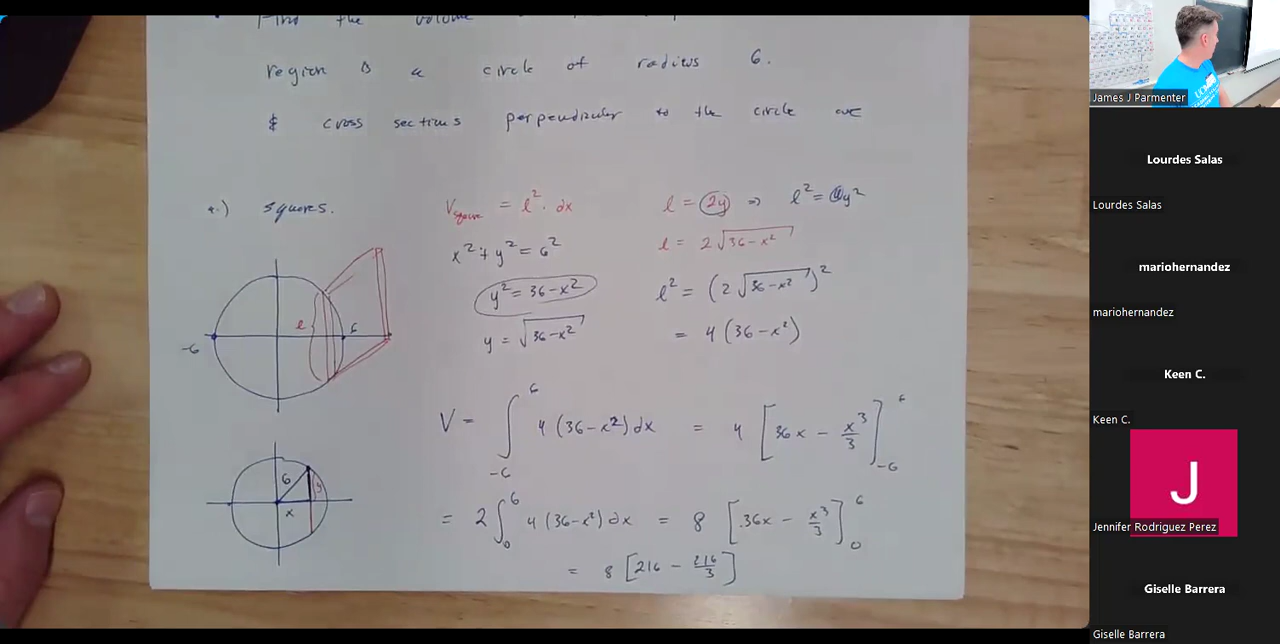 Find the volume
region is a circle of radius 6.
& cross sections perpendicular to the circle are
a.) squares.
V_square = l² · dx
l = 2y ⇒ l² = 4y²
x² + y² = 6²
l = 2√(36-x²)
y² = 36-x²
l² = (2√(36-x²))²
y = √(36-x²)
= 4(36-x²)
l
6
-6
V = ∫_{-6}^{6} 4(36-x²)dx = 4[36x - x³/3]_{-6}^{6}
6
y
x
= 2∫_0^6 4(36-x²)dx = 8[36x - x³/3]_0^6
= 8[216 - 216/3]
James J Parmenter
Lourdes Salas
Lourdes Salas
mariohernandez
mariohernandez
Keen C.
Keen C.
J
Jennifer Rodriguez Perez
Giselle Barrera
Giselle Barrera